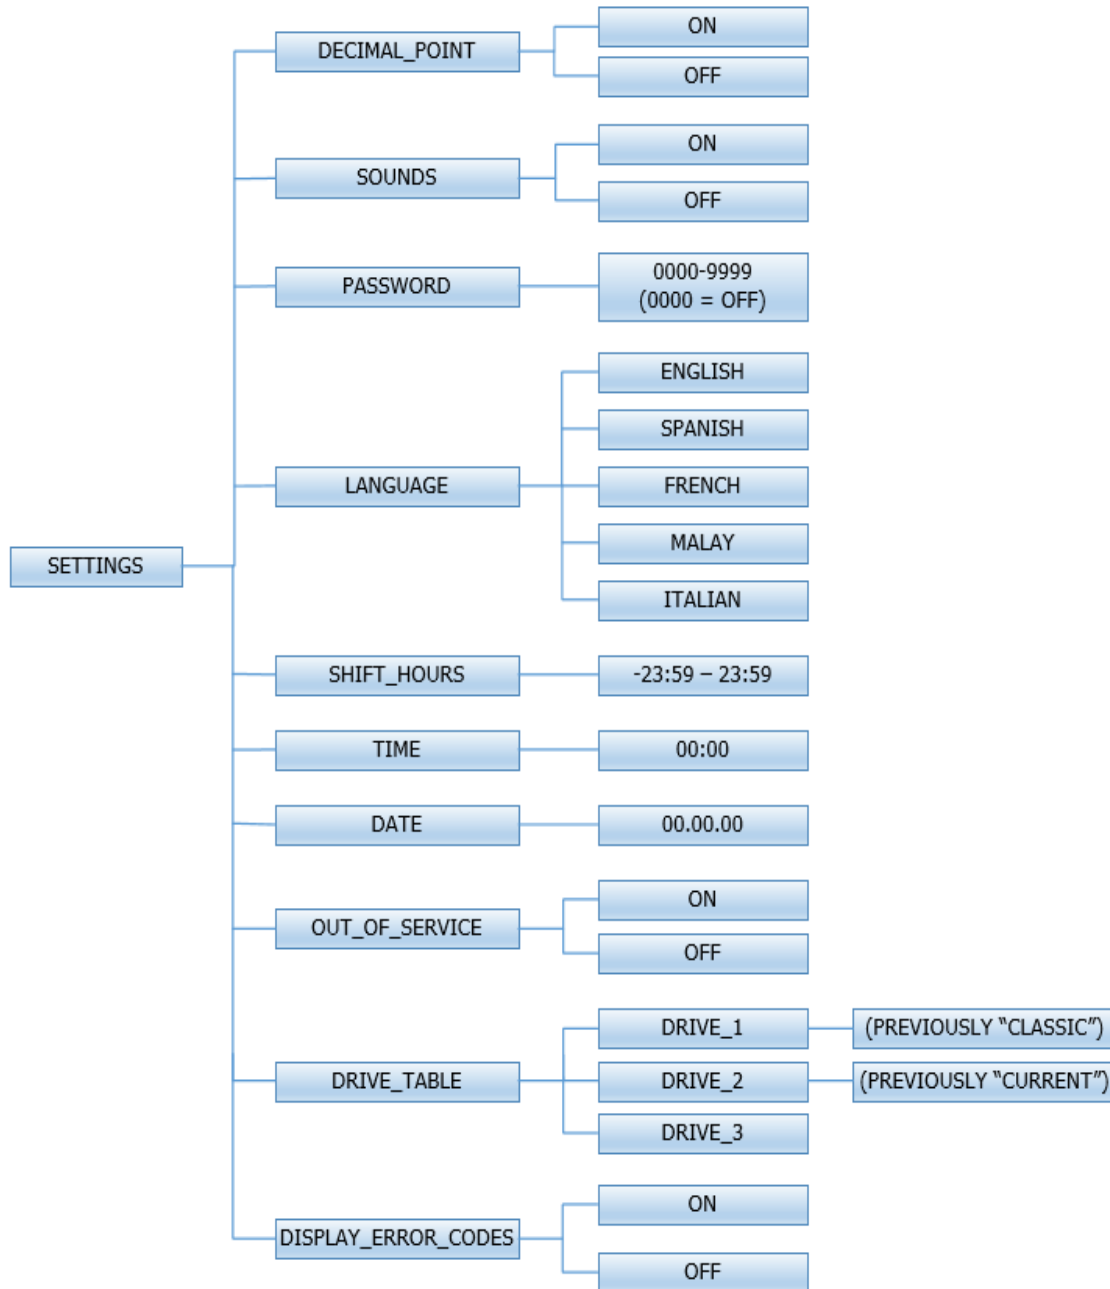 DECIMAL_POINT
ON
OFF
SOUNDS
ON
OFF
PASSWORD
0000-9999
(0000 = OFF)
LANGUAGE
ENGLISH
SPANISH
FRENCH
MALAY
ITALIAN
SETTINGS
SHIFT_HOURS
-23:59 – 23:59
TIME
00:00
DATE
00.00.00
OUT_OF_SERVICE
ON
OFF
DRIVE_TABLE
DRIVE_1
(PREVIOUSLY “CLASSIC”)
DRIVE_2
(PREVIOUSLY “CURRENT”)
DRIVE_3
DISPLAY_ERROR_CODES
ON
OFF